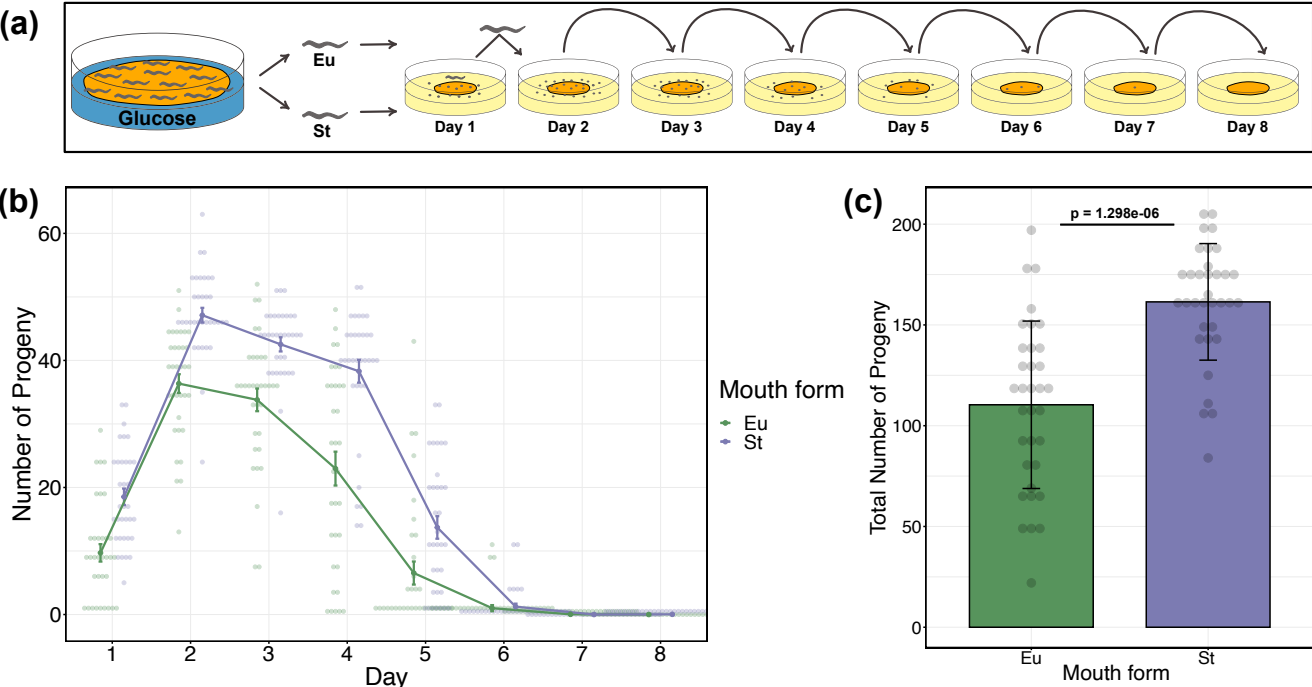 (a)
Glucose
Eu
St
Day 1
Day 2
Day 3
Day 4
Day 5
Day 6
Day 7
Day 8
(b)
Number of Progeny
60
40
20
0
1 2 3 4 5 6 7 8
Day
Mouth form
Eu
St
(c)
Total Number of Progeny
200
150
100
50
0
p = 1.298e-06
Eu St
Mouth form